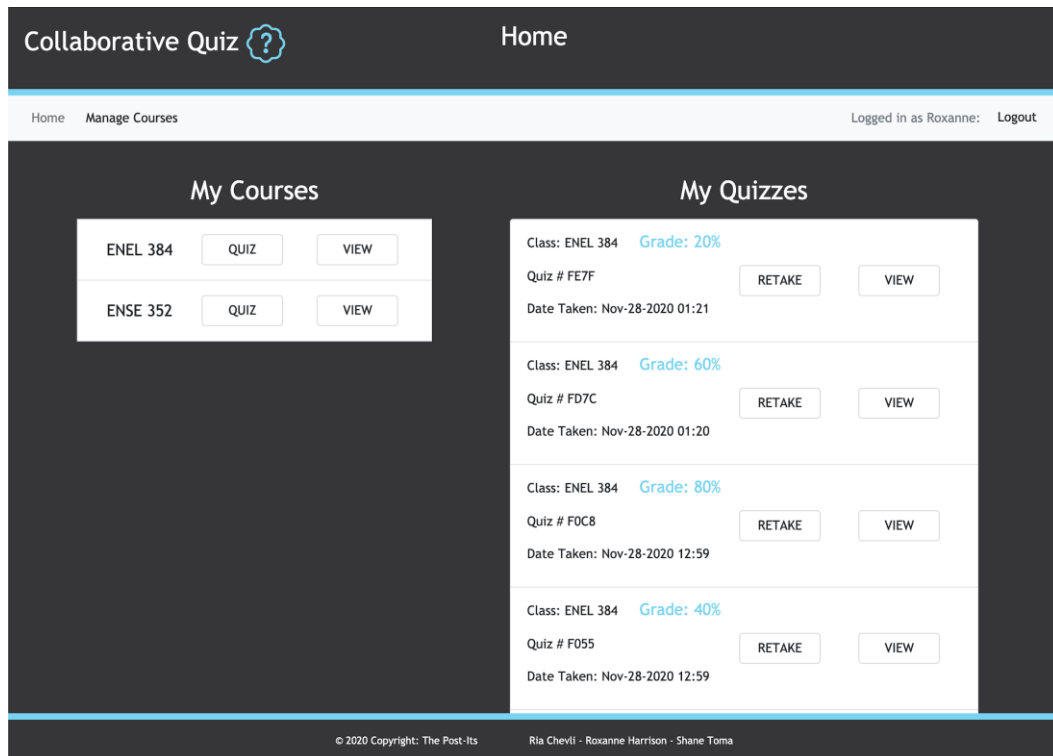 Collaborative Quiz ?
Home
Home Manage Courses Logged in as Roxanne: Logout
My Courses
ENEL 384 QUIZ VIEW
ENSE 352 QUIZ VIEW
My Quizzes
Class: ENEL 384 Grade: 20%
Quiz # FE7F RETAKE VIEW
Date Taken: Nov-28-2020 01:21
Class: ENEL 384 Grade: 60%
Quiz # FD7C RETAKE VIEW
Date Taken: Nov-28-2020 01:20
Class: ENEL 384 Grade: 80%
Quiz # F0C8 RETAKE VIEW
Date Taken: Nov-28-2020 12:59
Class: ENEL 384 Grade: 40%
Quiz # F055 RETAKE VIEW
Date Taken: Nov-28-2020 12:59
© 2020 Copyright: The Post-Its Ria Chevli - Roxanne Harrison - Shane Toma